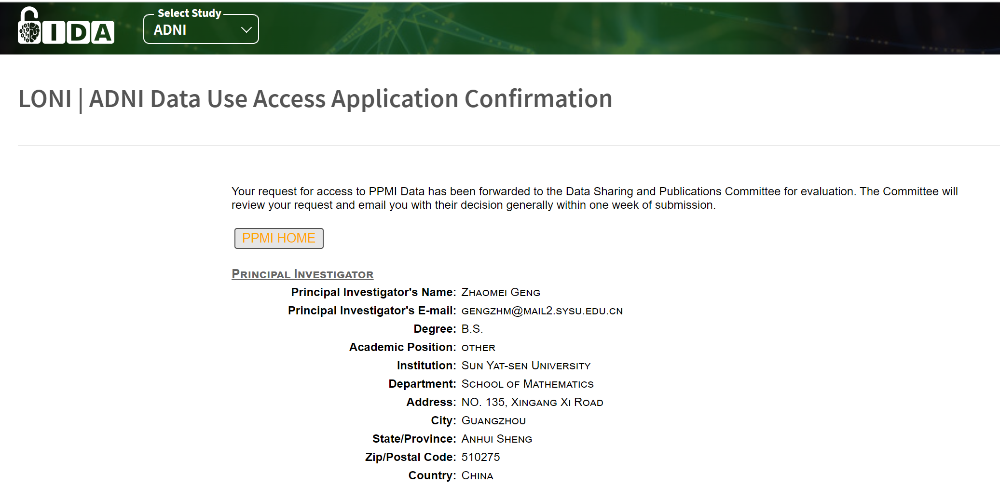 IDA
Select Study
ADNI
LONI | ADNI Data Use Access Application Confirmation
Your request for access to PPMI Data has been forwarded to the Data Sharing and Publications Committee for evaluation. The Committee will
review your request and email you with their decision generally within one week of submission.
PPMI HOME
PRINCIPAL INVESTIGATOR
Principal Investigator's Name: ZHAOMEI GENG
Principal Investigator's E-mail: GENGZHM@MAIL2.SYSU.EDU.CN
Degree: B.S.
Academic Position: OTHER
Institution: SUN YAT-SEN UNIVERSITY
Department: SCHOOL OF MATHEMATICS
Address: NO. 135, XINGANG XI ROAD
City: GUANGZHOU
State/Province: ANHUI SHENG
Zip/Postal Code: 510275
Country: CHINA